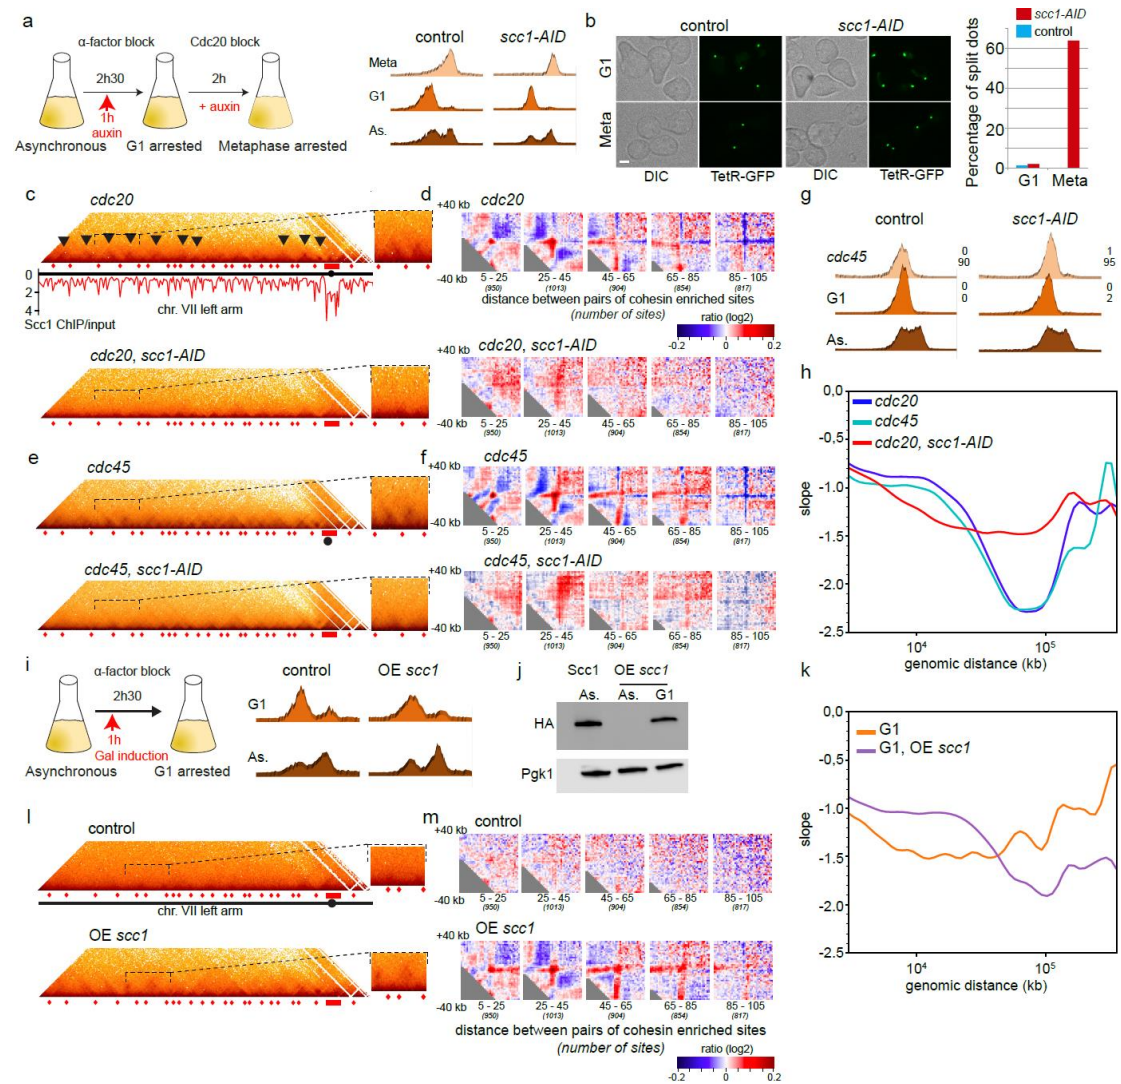 a
α-factor block
Cdc20 block
2h30
2h
1h
auxin
+ auxin
Asynchronous
G1 arrested
Metaphase arrested
control
scc1-AID
Meta
G1
As.
b
control
scc1-AID
G1
Meta
DIC
TetR-GFP
DIC
TetR-GFP
scc1-AID
control
Percentage of split dots
60
40
20
0
G1
Meta
c
cdc20
0
2
4
chr. VII left arm
Scc1 ChIP/input
cdc20, scc1-AID
d
+40 kb
cdc20
-40 kb
5 - 25
25 - 45
45 - 65
65 - 85
85 - 105
(950)
(1013)
(904)
(854)
(817)
distance between pairs of cohesin enriched sites
(number of sites)
ratio (log2)
-0.2
0
0.2
+40 kb
cdc20, scc1-AID
-40 kb
5 - 25
25 - 45
45 - 65
65 - 85
85 - 105
(950)
(1013)
(904)
(854)
(817)
e
cdc45
cdc45, scc1-AID
f
+40 kb
cdc45
-40 kb
5 - 25
25 - 45
45 - 65
65 - 85
85 - 105
(950)
(1013)
(904)
(854)
(817)
+40 kb
cdc45, scc1-AID
-40 kb
5 - 25
25 - 45
45 - 65
65 - 85
85 - 105
(950)
(1013)
(904)
(854)
(817)
g
control
scc1-AID
cdc45
0
90
1
95
G1
0
0
0
2
As.
h
0,0
-0,5
-1.0
-1.5
-2.0
-2.5
slope
cdc20
cdc45
cdc20, scc1-AID
10⁴
10⁵
genomic distance (kb)
i
α-factor block
2h30
1h
Gal induction
Asynchronous
G1 arrested
control
OE scc1
G1
As.
j
Scc1
OE scc1
As.
As.
G1
HA
Pgk1
k
0.0
-0.5
-1.0
-1.5
-2.0
-2.5
slope
G1
G1, OE scc1
10⁴
10⁵
genomic distance (kb)
l
control
chr. VII left arm
OE scc1
m
+40 kb
control
-40 kb
5 - 25
25 - 45
45 - 65
65 - 85
85 - 105
(950)
(1013)
(904)
(854)
(817)
+40 kb
OE scc1
-40 kb
5 - 25
25 - 45
45 - 65
65 - 85
85 - 105
(950)
(1013)
(904)
(854)
(817)
distance between pairs of cohesin enriched sites
(number of sites)
ratio (log2)
-0.2
0
0.2